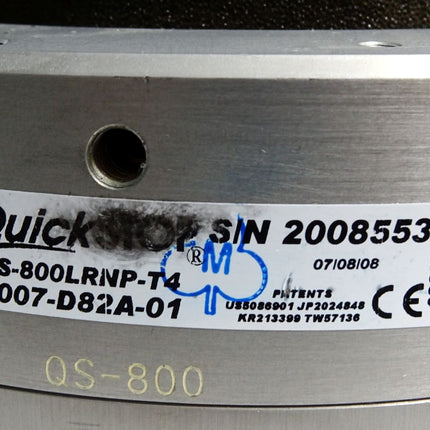 QuickSTOP® S/N 2008553
S-800LRNP-T4
07/08/08
007-D82A-01
M
PATENTS
US5086901 JP2024848
KR213399 TW57136
CE
QS-800